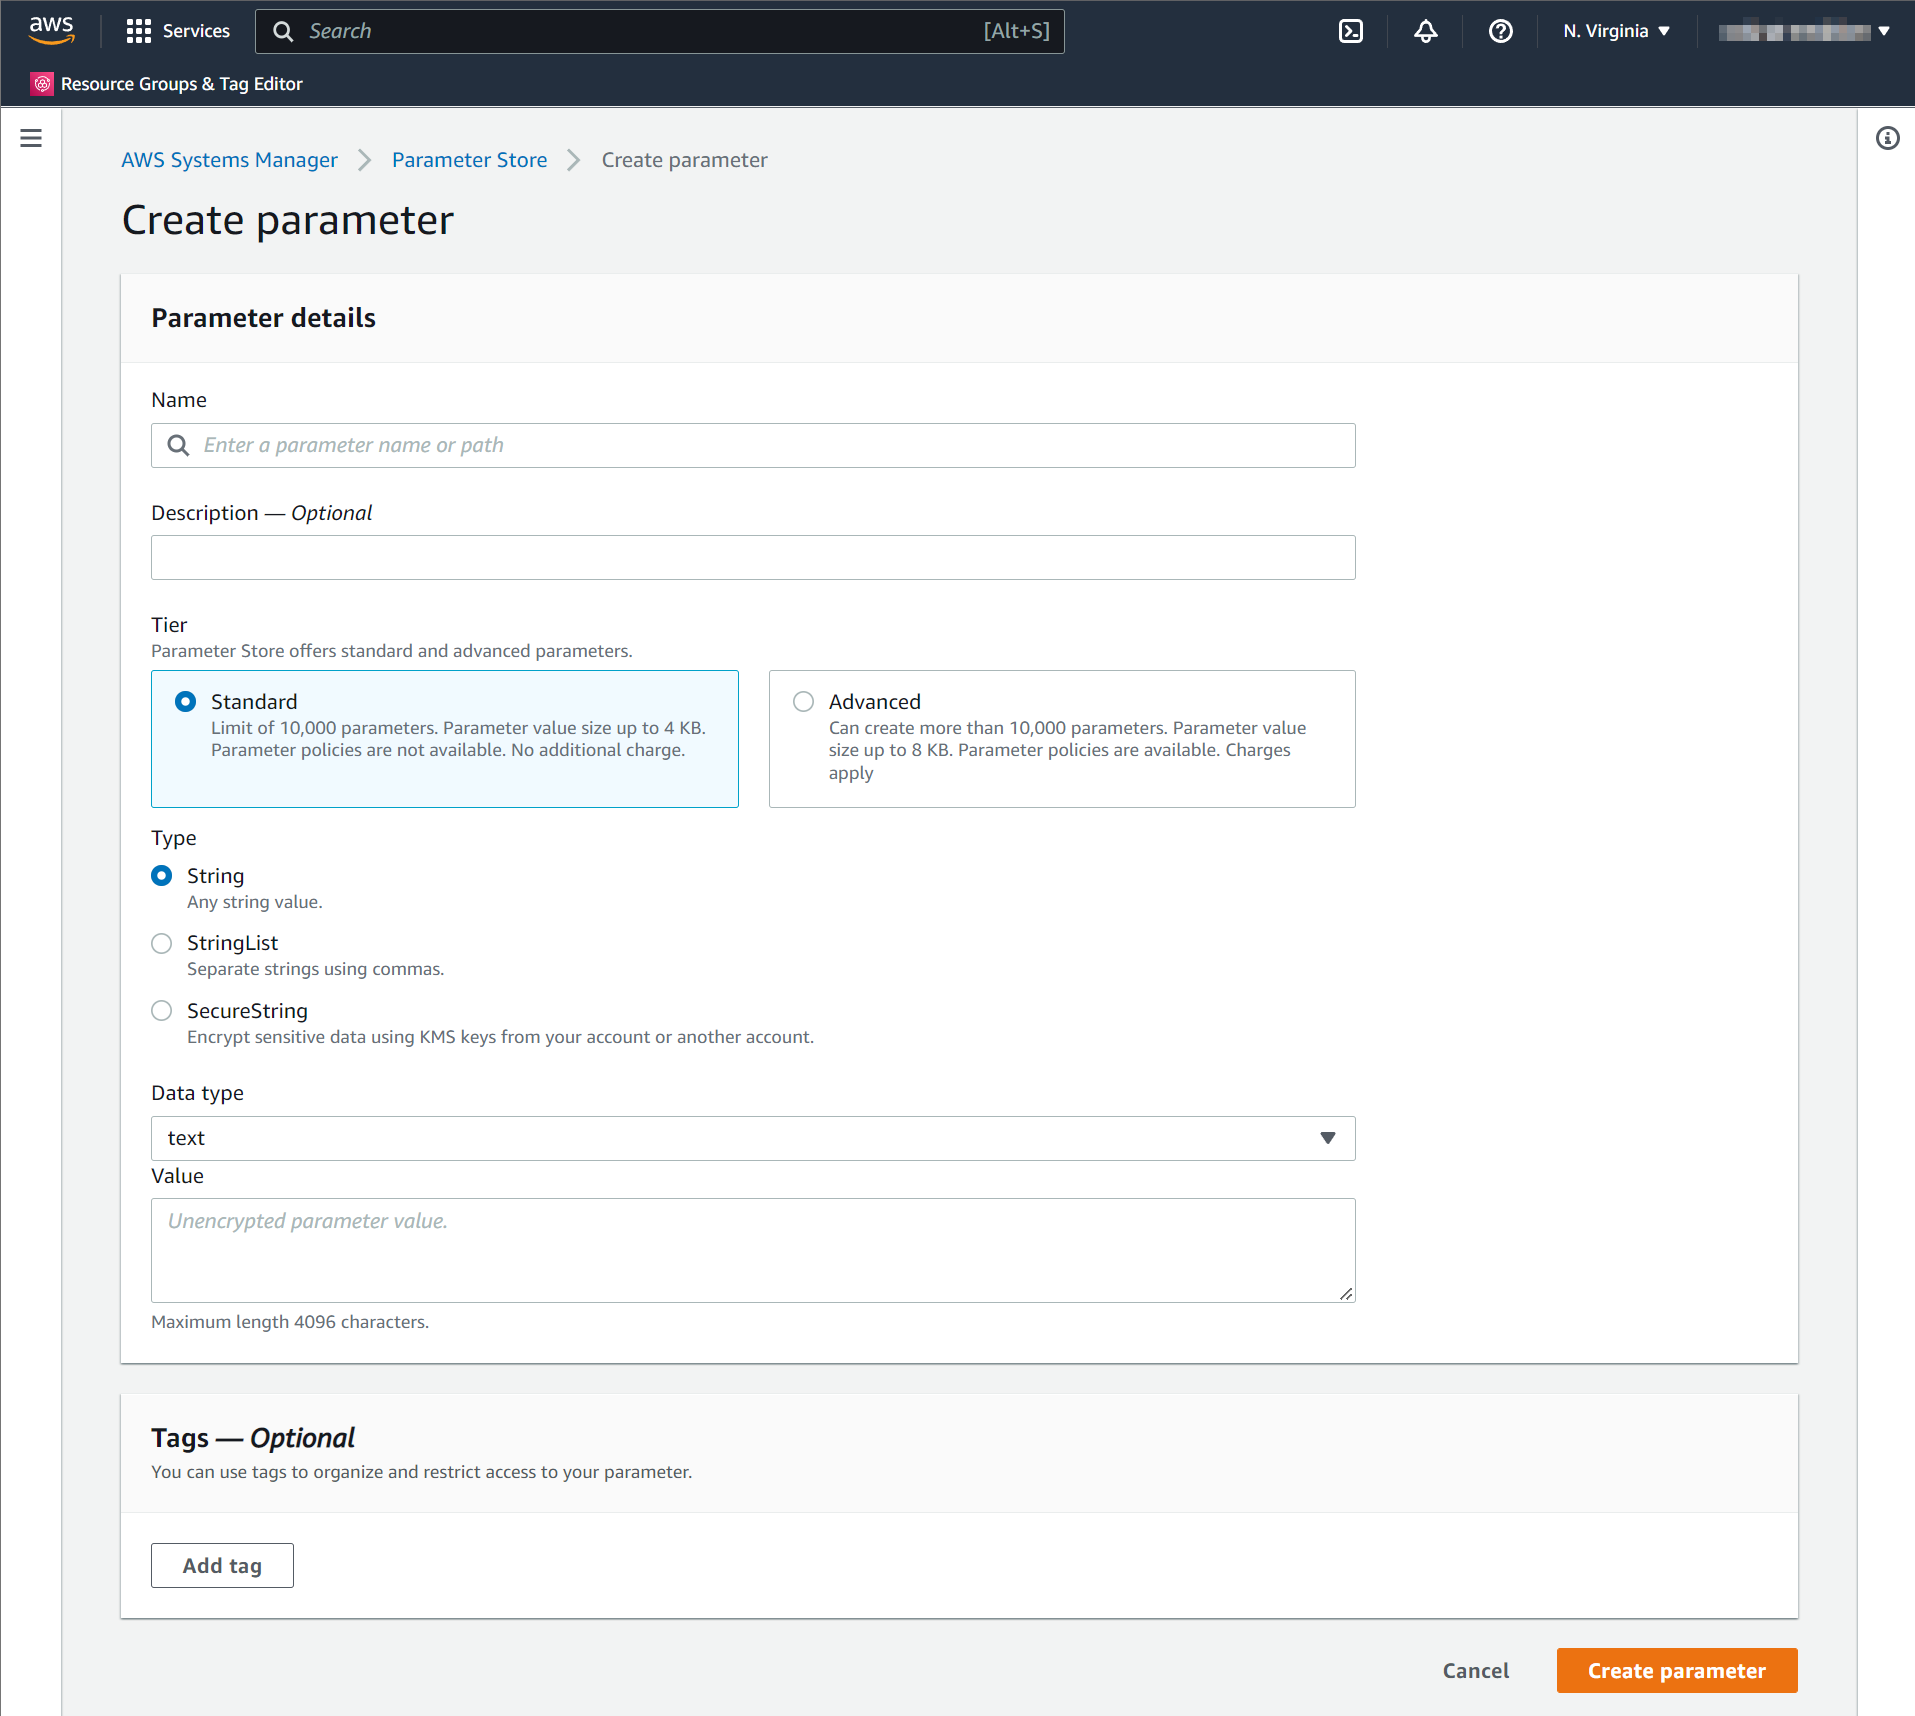 aws
Services
Search
[Alt+S]
N. Virginia
Resource Groups & Tag Editor
AWS Systems Manager
Parameter Store
Create parameter
Create parameter
Parameter details
Name
Enter a parameter name or path
Description — Optional
Tier
Parameter Store offers standard and advanced parameters.
Standard
Limit of 10,000 parameters. Parameter value size up to 4 KB.
Parameter policies are not available. No additional charge.
Advanced
Can create more than 10,000 parameters. Parameter value
size up to 8 KB. Parameter policies are available. Charges
apply
Type
String
Any string value.
StringList
Separate strings using commas.
SecureString
Encrypt sensitive data using KMS keys from your account or another account.
Data type
text
Value
Unencrypted parameter value.
Maximum length 4096 characters.
Tags — Optional
You can use tags to organize and restrict access to your parameter.
Add tag
Cancel
Create parameter